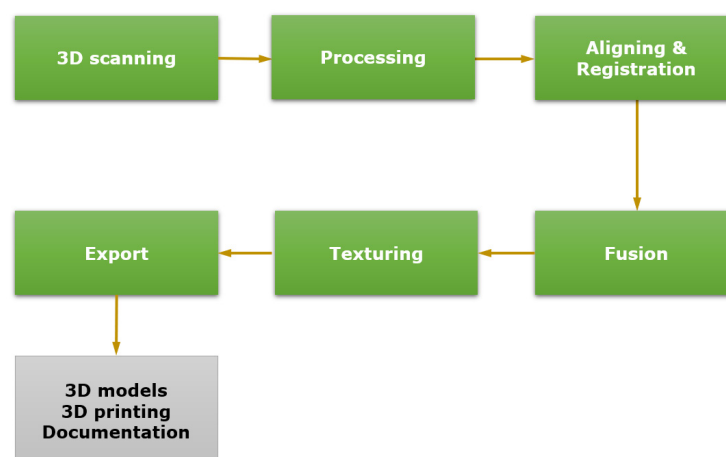 3D scanning
Processing
Aligning &
Registration
Fusion
Texturing
Export
3D models
3D printing
Documentation